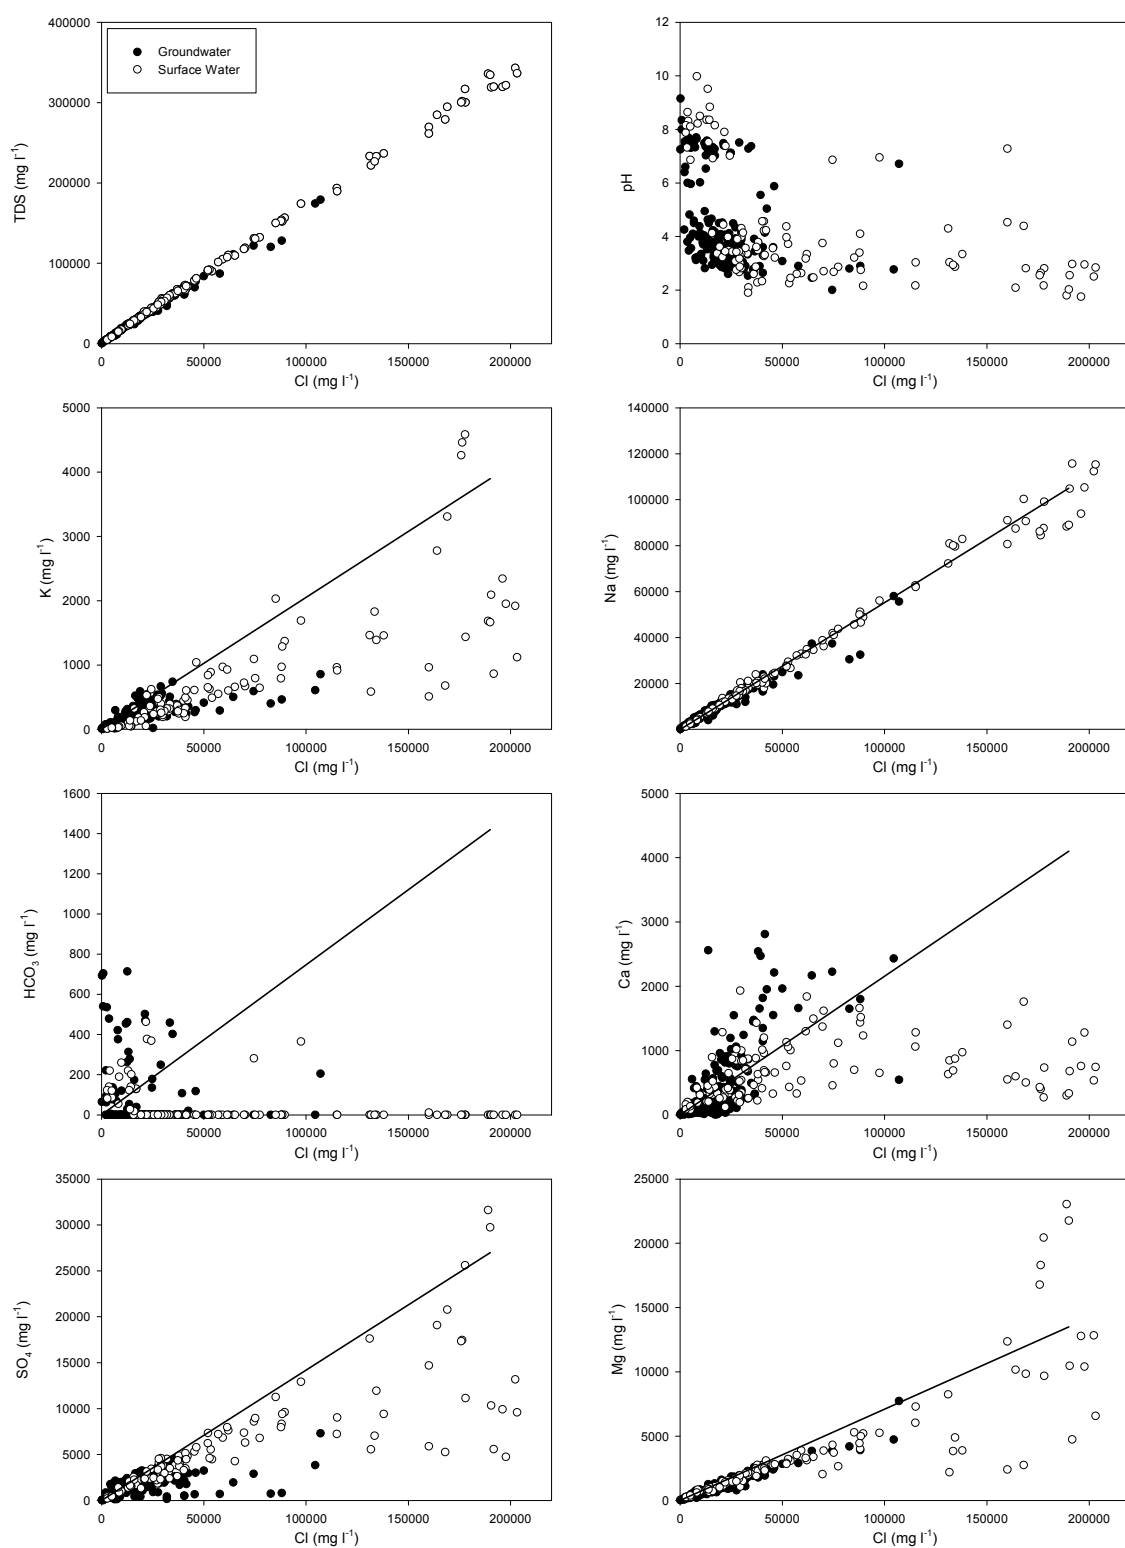 400000
300000
200000
100000
0
TDS (mg l⁻¹)
Groundwater
Surface Water
0 50000 100000 150000 200000
Cl (mg l⁻¹)
12
10
8
6
4
2
0
pH
0 50000 100000 150000 200000
Cl (mg l⁻¹)
5000
4000
3000
2000
1000
0
K (mg l⁻¹)
0 50000 100000 150000 200000
Cl (mg l⁻¹)
140000
120000
100000
80000
60000
40000
20000
Na (mg l⁻¹)
0 50000 100000 150000 200000
Cl (mg l⁻¹)
1600
1400
1200
1000
800
600
400
200
0
HCO₃ (mg l⁻¹)
0 50000 100000 150000 200000
Cl (mg l⁻¹)
5000
4000
3000
2000
1000
0
Ca (mg l⁻¹)
0 50000 100000 150000 200000
Cl (mg l⁻¹)
35000
30000
25000
20000
15000
10000
5000
0
SO₄ (mg l⁻¹)
0 50000 100000 150000 200000
Cl (mg l⁻¹)
25000
20000
15000
10000
5000
0
Mg (mg l⁻¹)
0 50000 100000 150000 200000
Cl (mg l⁻¹)